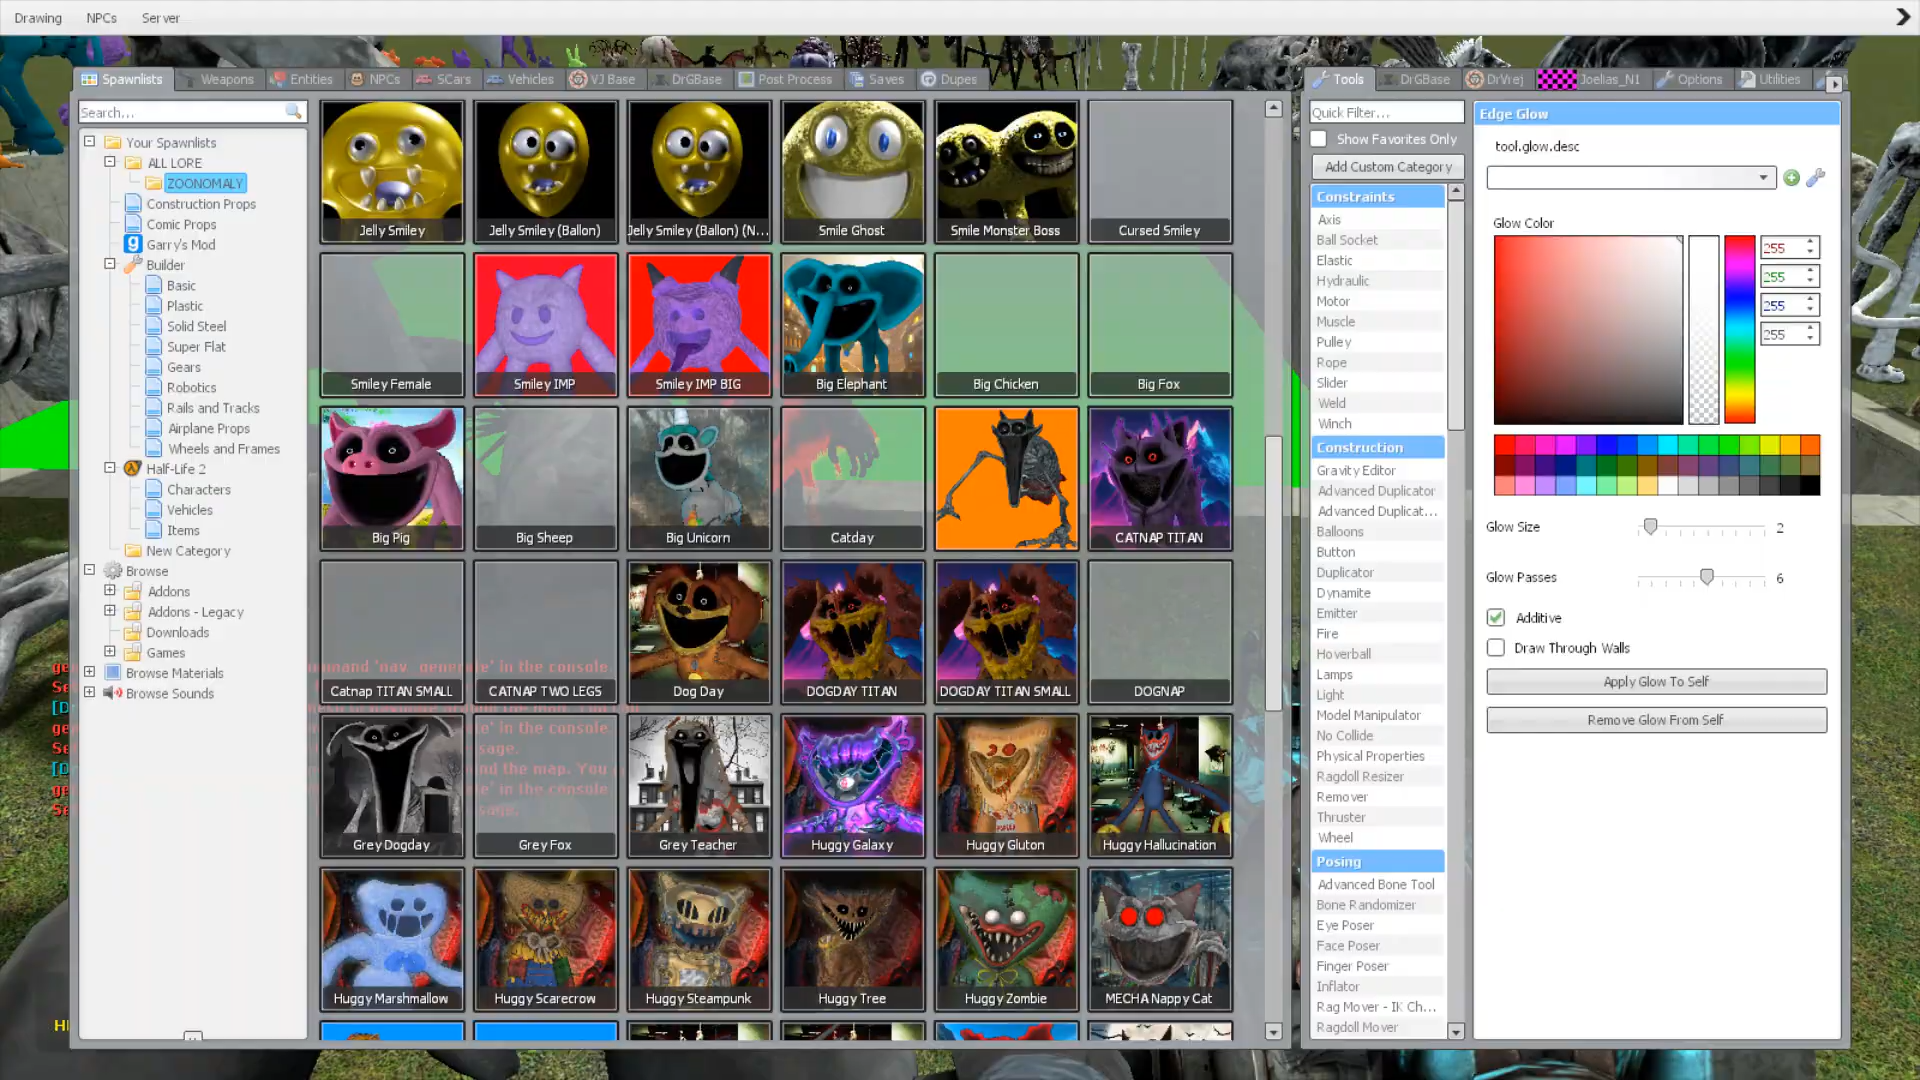 Drawing NPCs Server
Spawnlists Weapons Entities NPCs SCars Vehicles VJ Base DrGBase Post Process Saves Dupes
Tools DrGBase DrVrej Joelias_N1 Options Utilities
Search...
Your Spawnlists
ALL LORE
ZOONOMALY
Construction Props
Comic Props
Garry's Mod
Builder
Basic
Plastic
Solid Steel
Super Flat
Gears
Robotics
Rails and Tracks
Airplane Props
Wheels and Frames
Half-Life 2
Characters
Vehicles
Items
New Category
Browse
Addons
Addons - Legacy
Downloads
Games
Browse Materials
Browse Sounds
Jelly Smiley
Jelly Smiley (Ballon)
Jelly Smiley (Ballon) (N...
Smile Ghost
Smile Monster Boss
Cursed Smiley
Smiley Female
Smiley IMP
Smiley IMP BIG
Big Elephant
Big Chicken
Big Fox
Big Pig
Big Sheep
Big Unicorn
Catday
CATNAP TITAN
Catnap TITAN SMALL
CATNAP TWO LEGS
Dog Day
DOGDAY TITAN
DOGDAY TITAN SMALL
DOGNAP
Grey Dogday
Grey Fox
Grey Teacher
Huggy Galaxy
Huggy Gluton
Huggy Hallucination
Huggy Marshmallow
Huggy Scarecrow
Huggy Steampunk
Huggy Tree
Huggy Zombie
MECHA Nappy Cat
Quick Filter...
Show Favorites Only
Add Custom Category
Constraints
Axis
Ball Socket
Elastic
Hydraulic
Motor
Muscle
Pulley
Rope
Slider
Weld
Winch
Construction
Gravity Editor
Advanced Duplicator
Advanced Duplicat...
Balloons
Button
Duplicator
Dynamite
Emitter
Fire
Hoverball
Lamps
Light
Model Manipulator
No Collide
Physical Properties
Ragdoll Resizer
Remover
Thruster
Wheel
Posing
Advanced Bone Tool
Bone Randomizer
Eye Poser
Face Poser
Finger Poser
Inflator
Rag Mover - IK Ch...
Ragdoll Mover
Edge Glow
tool.glow.desc
Glow Color
255
255
255
255
Glow Size 2
Glow Passes 6
Additive
Draw Through Walls
Apply Glow To Self
Remove Glow From Self